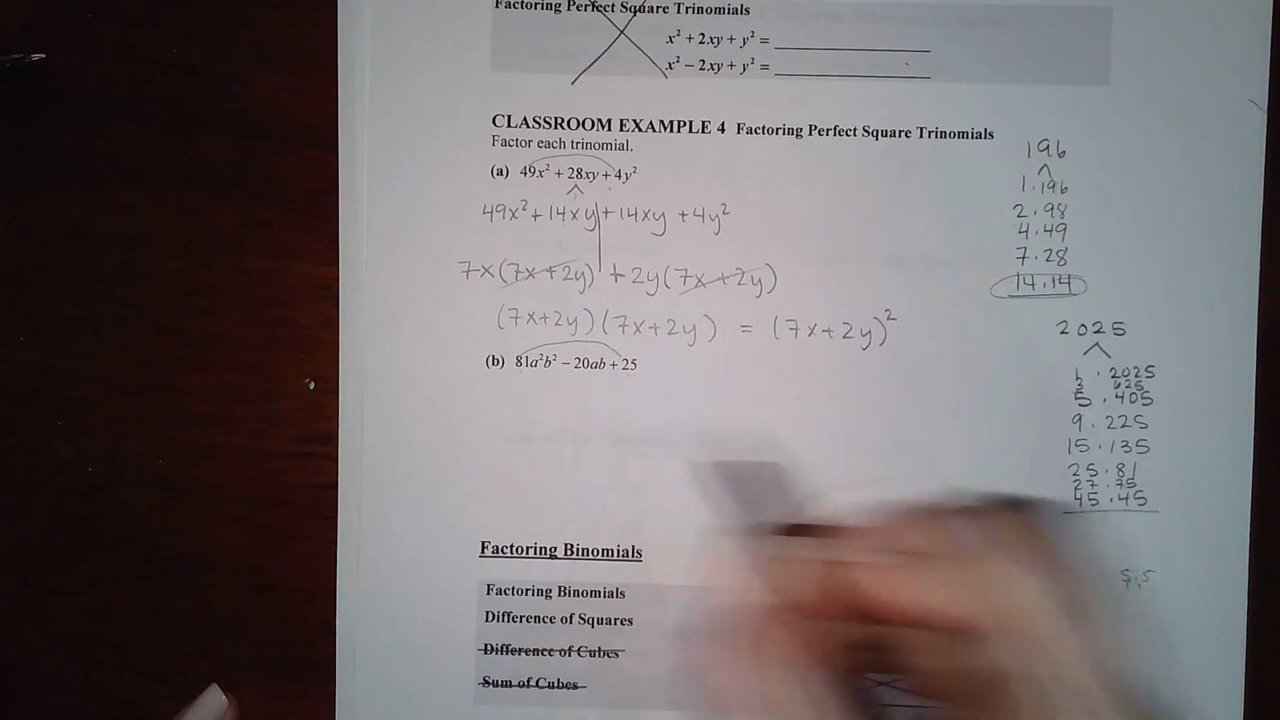 Factoring Perfect Square Trinomials
x² + 2xy + y² = ____________
x² − 2xy + y² = ____________
CLASSROOM EXAMPLE 4 Factoring Perfect Square Trinomials
Factor each trinomial.
(a) 49x² + 28xy + 4y²
49x² + 14xy + 14xy + 4y²
7x(7x+2y) + 2y(7x+2y)
(7x+2y)(7x+2y) = (7x+2y)²
(b) 81a²b² − 20ab + 25
196
1·196
2·98
4·49
7·28
14·14
2025
1·2025
3 625
5·405
9·225
15·135
25·81
27·75
45·45
Factoring Binomials
Factoring Binomials
Difference of Squares
Difference of Cubes
Sum of Cubes